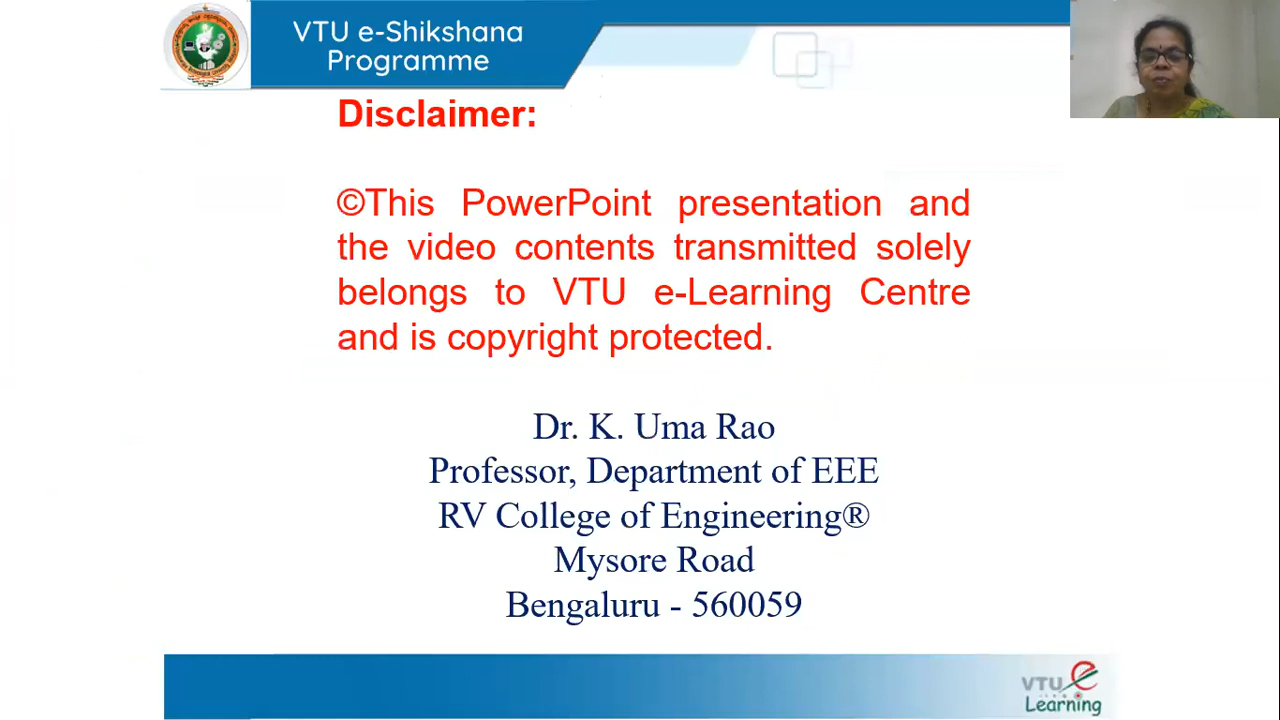 VTU e-Shikshana
Programme
Disclaimer:
©This PowerPoint presentation and
the video contents transmitted solely
belongs to VTU e-Learning Centre
and is copyright protected.
Dr. K. Uma Rao
Professor, Department of EEE
RV College of Engineering®
Mysore Road
Bengaluru - 560059
VTU e
Learning